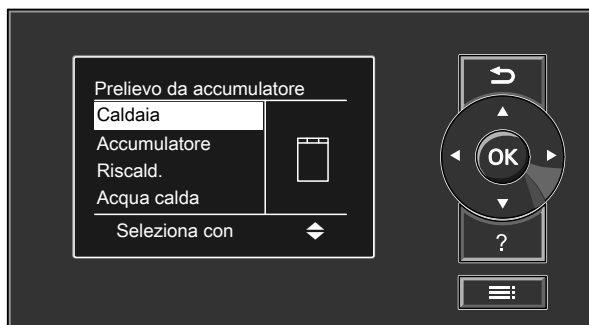 Prelievo da accumulatore
Caldaia
Accumulatore
Riscald.
Acqua calda
Seleziona con
OK
?